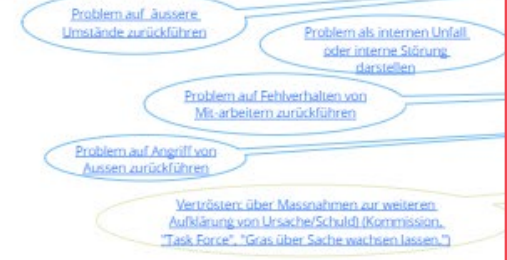 Problem auf äussere
Umstände zurückführen
Problem als internen Unfall
oder interne Störung
darstellen
Problem auf Fehlverhalten von
Mit-arbeitern zurückführen
Problem auf Angriff von
Aussen zurückführen
Vertrösten: über Massnahmen zur weiteren
Aufklärung von Ursache/Schuld) (Kommission,
"Task Force", "Gras über Sache wachsen lassen,")